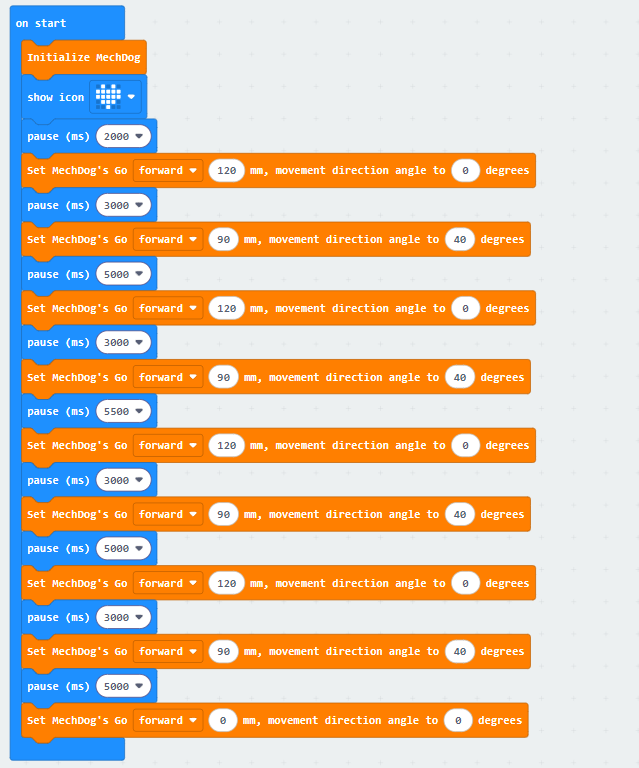 on start
Initialize MechDog
show icon
pause (ms) 2000
Set MechDog's Go forward 120 mm, movement direction angle to 0 degrees
pause (ms) 3000
Set MechDog's Go forward 90 mm, movement direction angle to 40 degrees
pause (ms) 5000
Set MechDog's Go forward 120 mm, movement direction angle to 0 degrees
pause (ms) 3000
Set MechDog's Go forward 90 mm, movement direction angle to 40 degrees
pause (ms) 5500
Set MechDog's Go forward 120 mm, movement direction angle to 0 degrees
pause (ms) 3000
Set MechDog's Go forward 90 mm, movement direction angle to 40 degrees
pause (ms) 5000
Set MechDog's Go forward 120 mm, movement direction angle to 0 degrees
pause (ms) 3000
Set MechDog's Go forward 90 mm, movement direction angle to 40 degrees
pause (ms) 5000
Set MechDog's Go forward 0 mm, movement direction angle to 0 degrees